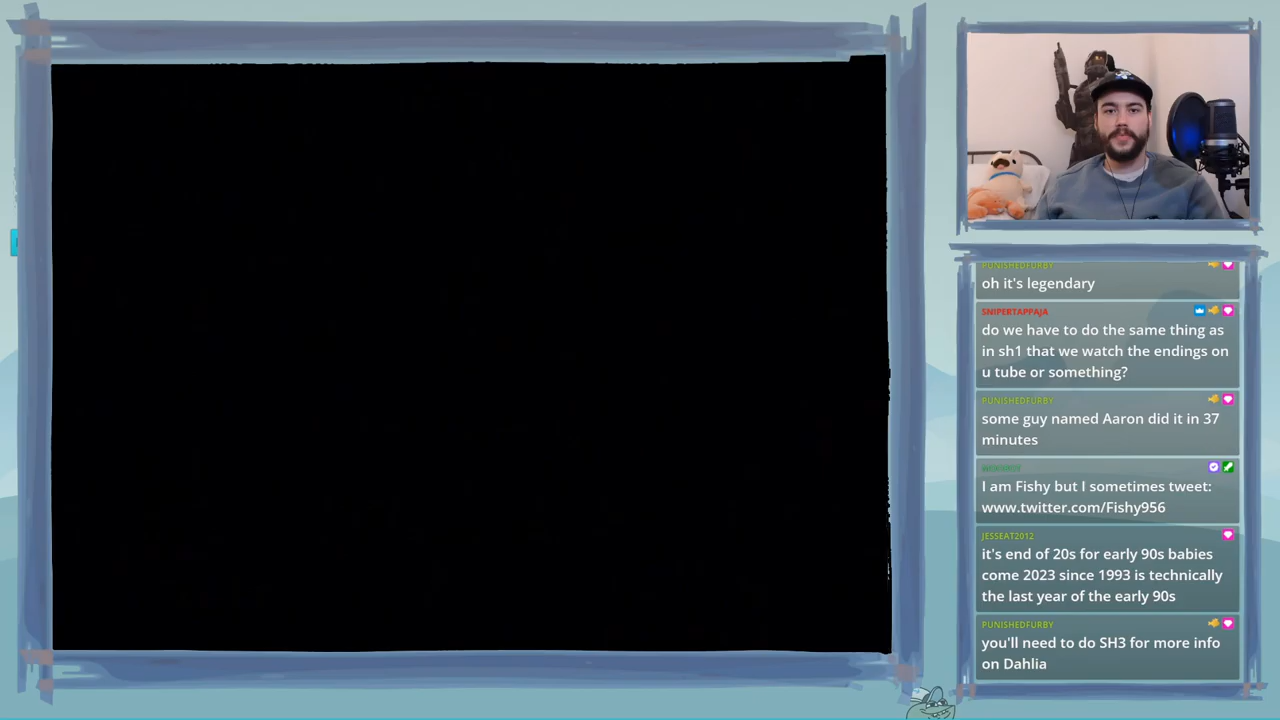 PUNISHEDFURBY
oh it's legendary
SNIPERTAPPAJA
do we have to do the same thing as
in sh1 that we watch the endings on
u tube or something?
PUNISHEDFURBY
some guy named Aaron did it in 37
minutes
I am Fishy but I sometimes tweet:
www.twitter.com/Fishy956
JESSEAT2012
it's end of 20s for early 90s babies
come 2023 since 1993 is technically
the last year of the early 90s
PUNISHEDFURBY
you'll need to do SH3 for more info
on Dahlia